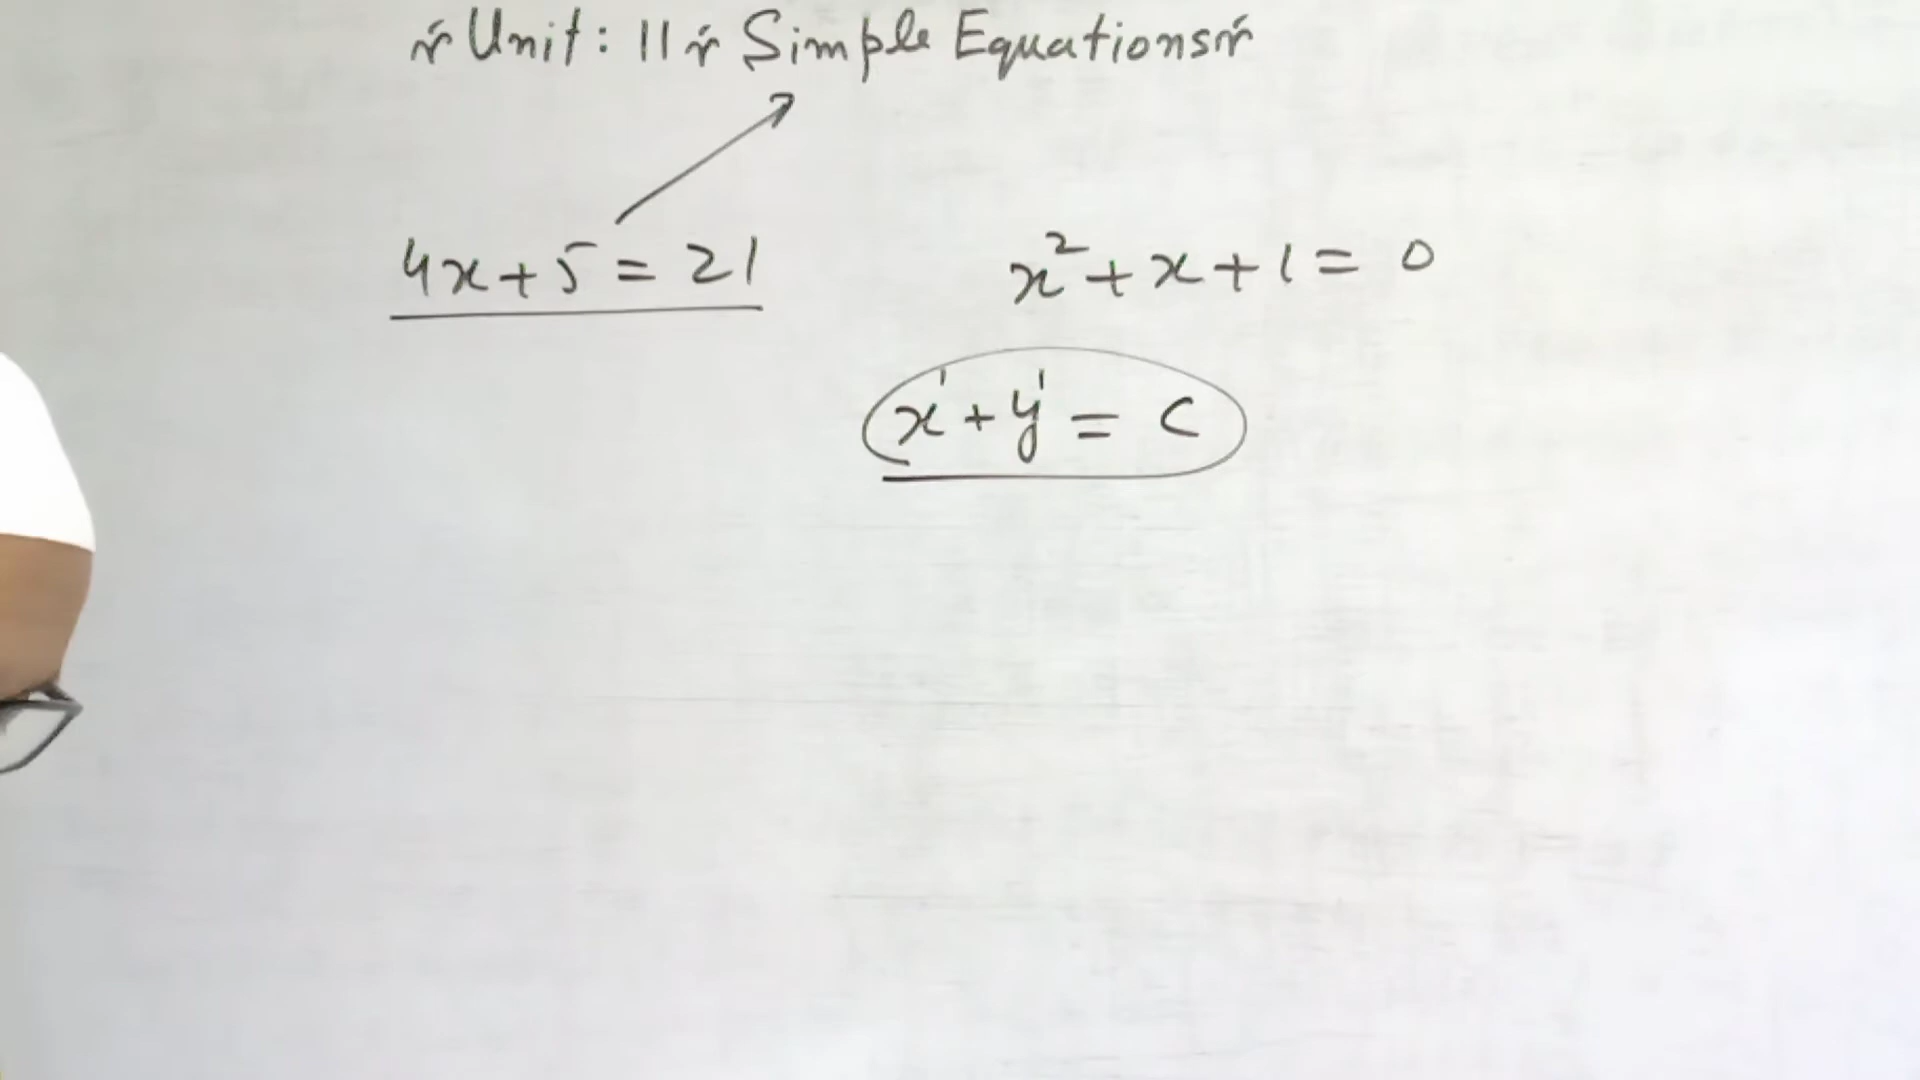 Unit: 11 Simple Equations
4x+5 = 21
x²+x+1 = 0
x¹+y¹ = c